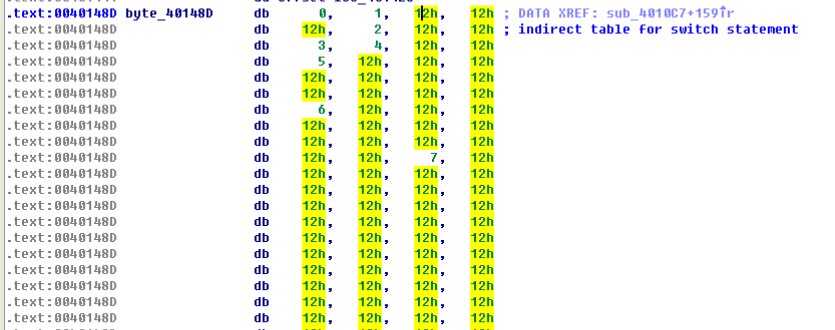 .text:0040148D byte_40148D db 0, 1, 12h, 12h ; DATA XREF: sub_4010C7+159↑r
.text:0040148D db 12h, 2, 12h, 12h ; indirect table for switch statement
.text:0040148D db 3, 4, 12h, 12h
.text:0040148D db 5, 12h, 12h, 12h
.text:0040148D db 12h, 12h, 12h, 12h
.text:0040148D db 12h, 12h, 12h, 12h
.text:0040148D db 6, 12h, 12h, 12h
.text:0040148D db 12h, 12h, 12h, 12h
.text:0040148D db 12h, 12h, 12h, 12h
.text:0040148D db 12h, 12h, 7, 12h
.text:0040148D db 12h, 12h, 12h, 12h
.text:0040148D db 12h, 12h, 12h, 12h
.text:0040148D db 12h, 12h, 12h, 12h
.text:0040148D db 12h, 12h, 12h, 12h
.text:0040148D db 12h, 12h, 12h, 12h
.text:0040148D db 12h, 12h, 12h, 12h
.text:0040148D db 12h, 12h, 12h, 12h
.text:0040148D db 12h, 12h, 12h, 12h
.text:0040148D db 12h, 12h, 12h, 12h
.text:0040148D db 12h, 12h, 12h, 12h